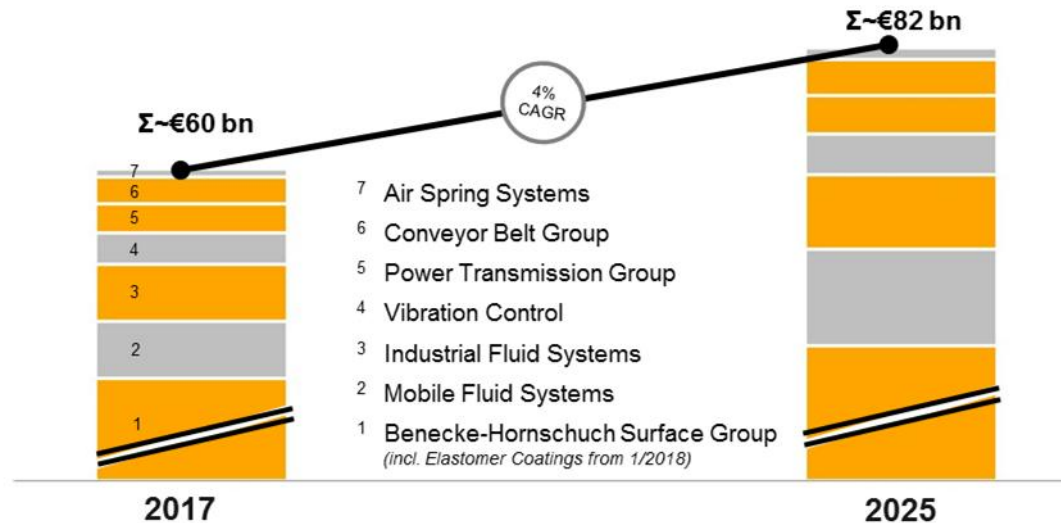 Σ~€82 bn
4%
CAGR
Σ~€60 bn
7
6
5
4
3
2
1
7 Air Spring Systems
6 Conveyor Belt Group
5 Power Transmission Group
4 Vibration Control
3 Industrial Fluid Systems
2 Mobile Fluid Systems
1 Benecke-Hornschuch Surface Group
(incl. Elastomer Coatings from 1/2018)
2017
2025